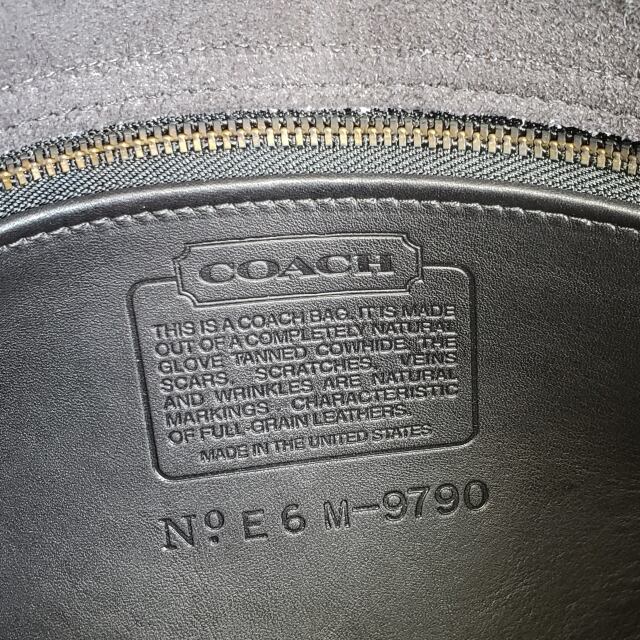 COACH
THIS IS A COACH BAG. IT IS MADE
OUT OF A COMPLETELY NATURAL
GLOVE TANNED COWHIDE. THE
SCARS, SCRATCHES, VEINS
AND WRINKLES ARE NATURAL
MARKINGS CHARACTERISTIC
OF FULL-GRAIN LEATHERS.
MADE IN THE UNITED STATES
Nº E6M-9790